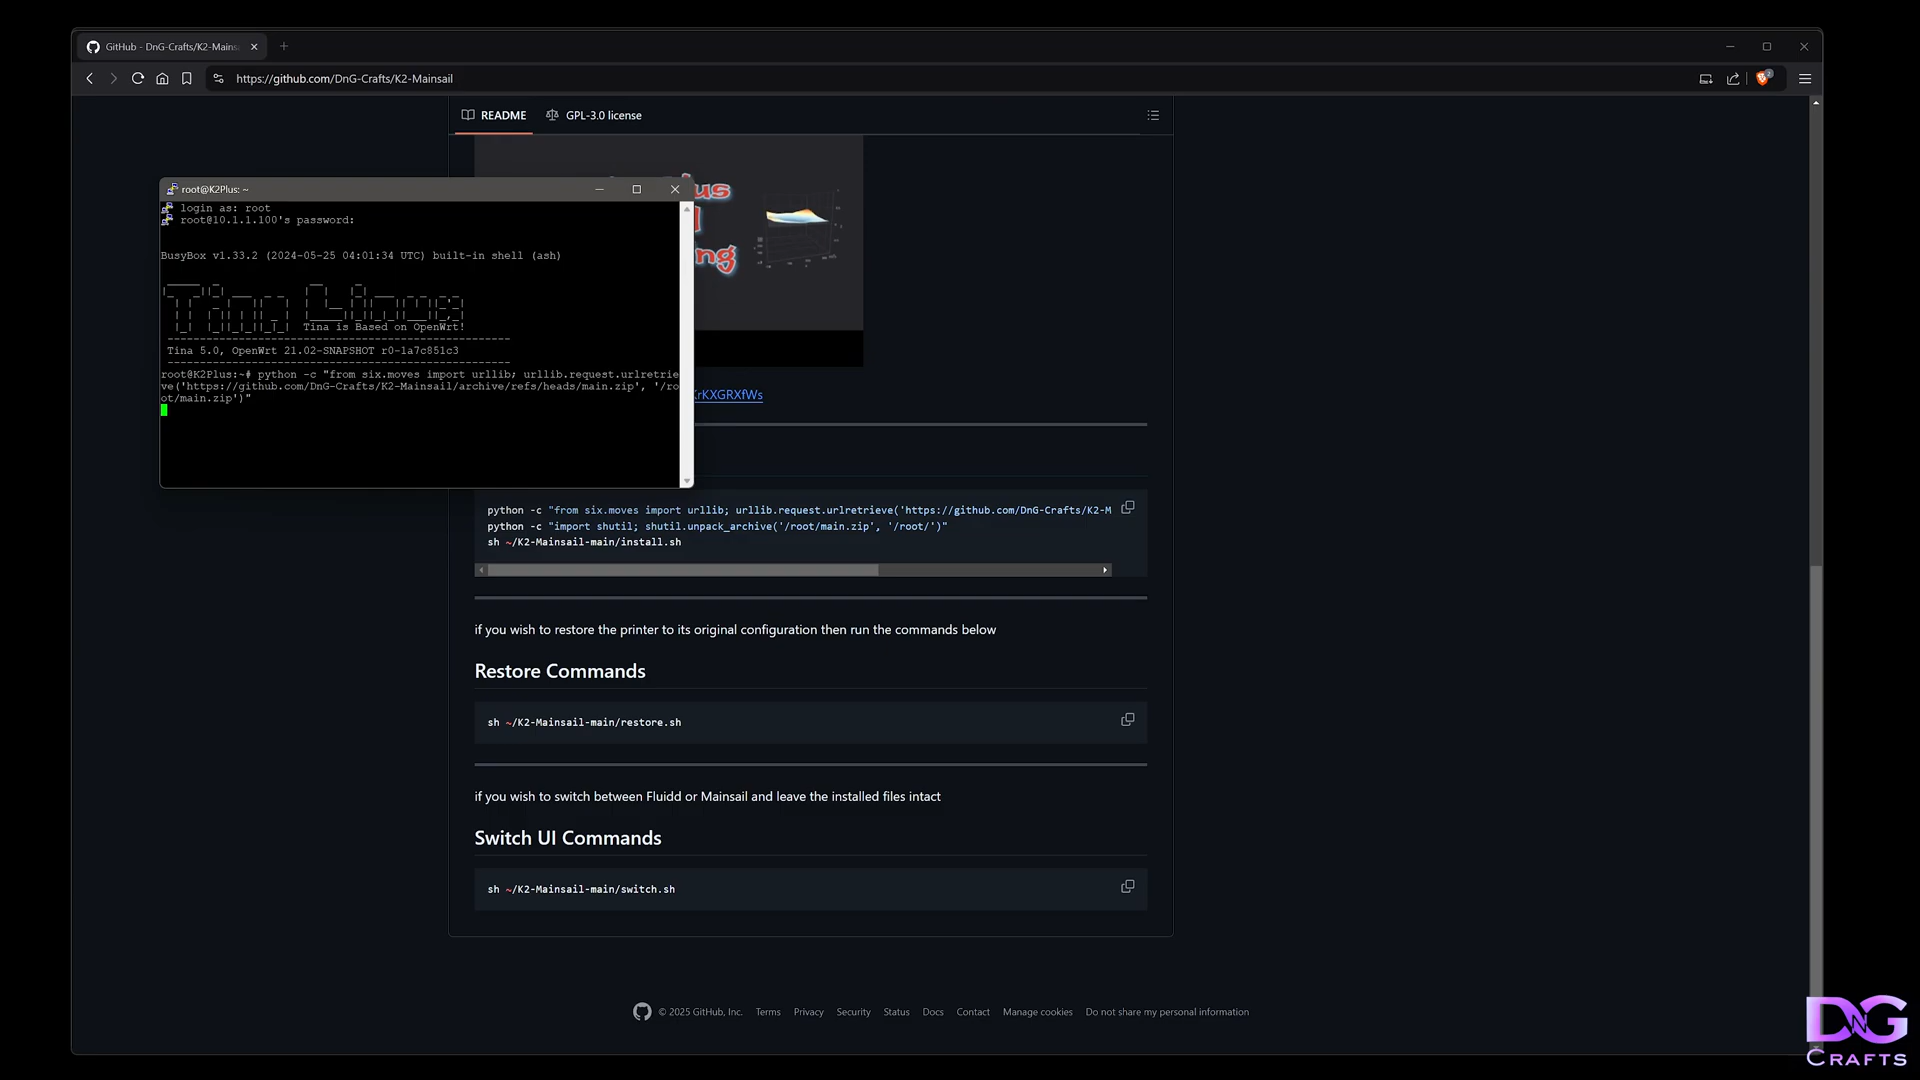 GitHub - DnG-Crafts/K2-Mains
https://github.com/DnG-Crafts/K2-Mainsail
2
README
GPL-3.0 license
root@K2Plus: ~
login as: root
root@10.1.1.100's password:
BusyBox v1.33.2 (2024-05-25 04:01:34 UTC) built-in shell (ash)
Tina Linux
Tina is Based on OpenWrt!
Tina 5.0, OpenWrt 21.02-SNAPSHOT r0-1a7c851c3
root@K2Plus:~# python -c "from six.moves import urllib; urllib.request.urlretrie
ve('https://github.com/DnG-Crafts/K2-Mainsail/archive/refs/heads/main.zip', '/ro
ot/main.zip')"
rKXGRXfWs
python -c "from six.moves import urllib; urllib.request.urlretrieve('https://github.com/DnG-Crafts/K2-M
python -c "import shutil; shutil.unpack_archive('/root/main.zip', '/root/')"
sh ~/K2-Mainsail-main/install.sh
if you wish to restore the printer to its original configuration then run the commands below
Restore Commands
sh ~/K2-Mainsail-main/restore.sh
if you wish to switch between Fluidd or Mainsail and leave the installed files intact
Switch UI Commands
sh ~/K2-Mainsail-main/switch.sh
© 2025 GitHub, Inc. Terms Privacy Security Status Docs Contact Manage cookies Do not share my personal information
DNG
CRAFTS